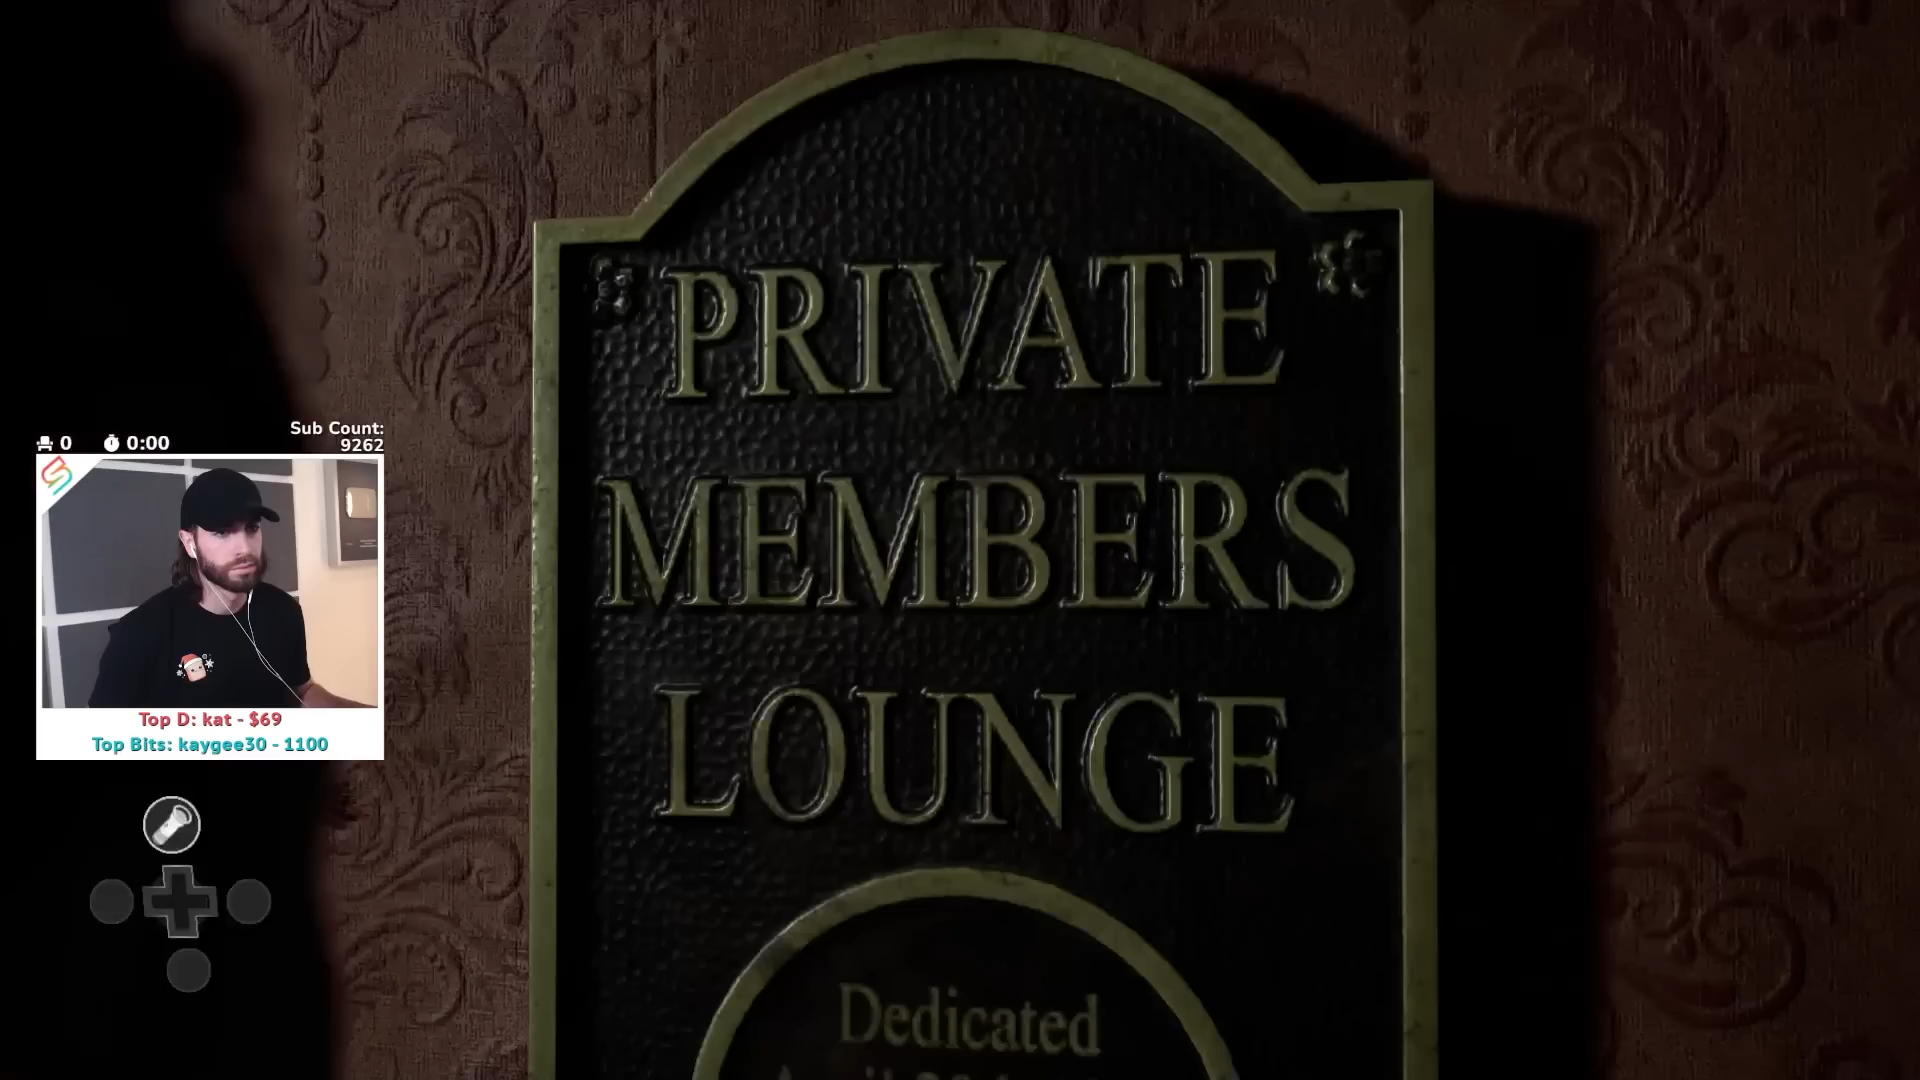 PRIVATE
MEMBERS
LOUNGE
Dedicated
0 0:00
Sub Count:
9262
Top D: kat - $69
Top Bits: kaygee30 - 1100